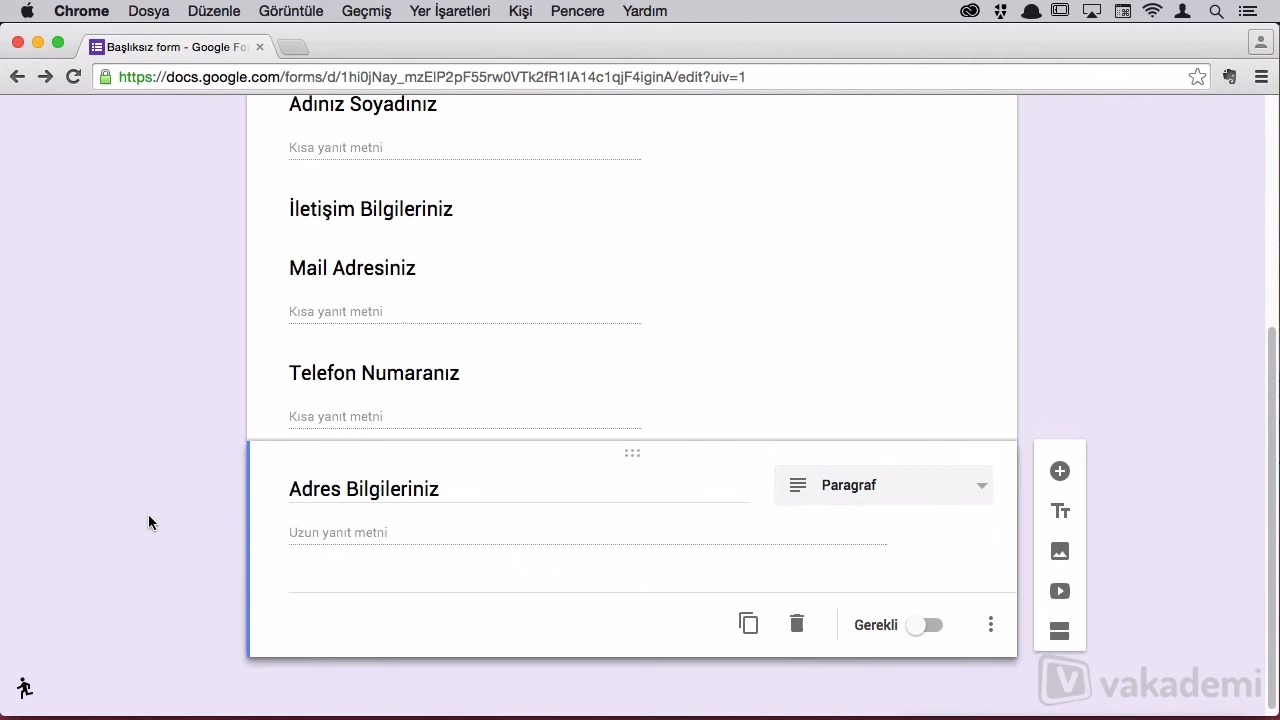 Chrome Dosya Düzenle Görüntüle Geçmiş Yer İşaretleri Kişi Pencere Yardım
Başlıksız form - Google Fo
https://docs.google.com/forms/d/1hi0jNay_mzElP2pF55rw0VTk2fR1IA14c1qjF4iginA/edit?uiv=1
Adınız Soyadınız
Kısa yanıt metni
İletişim Bilgileriniz
Mail Adresiniz
Kısa yanıt metni
Telefon Numaranız
Kısa yanıt metni
Adres Bilgileriniz
Paragraf
Uzun yanıt metni
Gerekli
vakademi